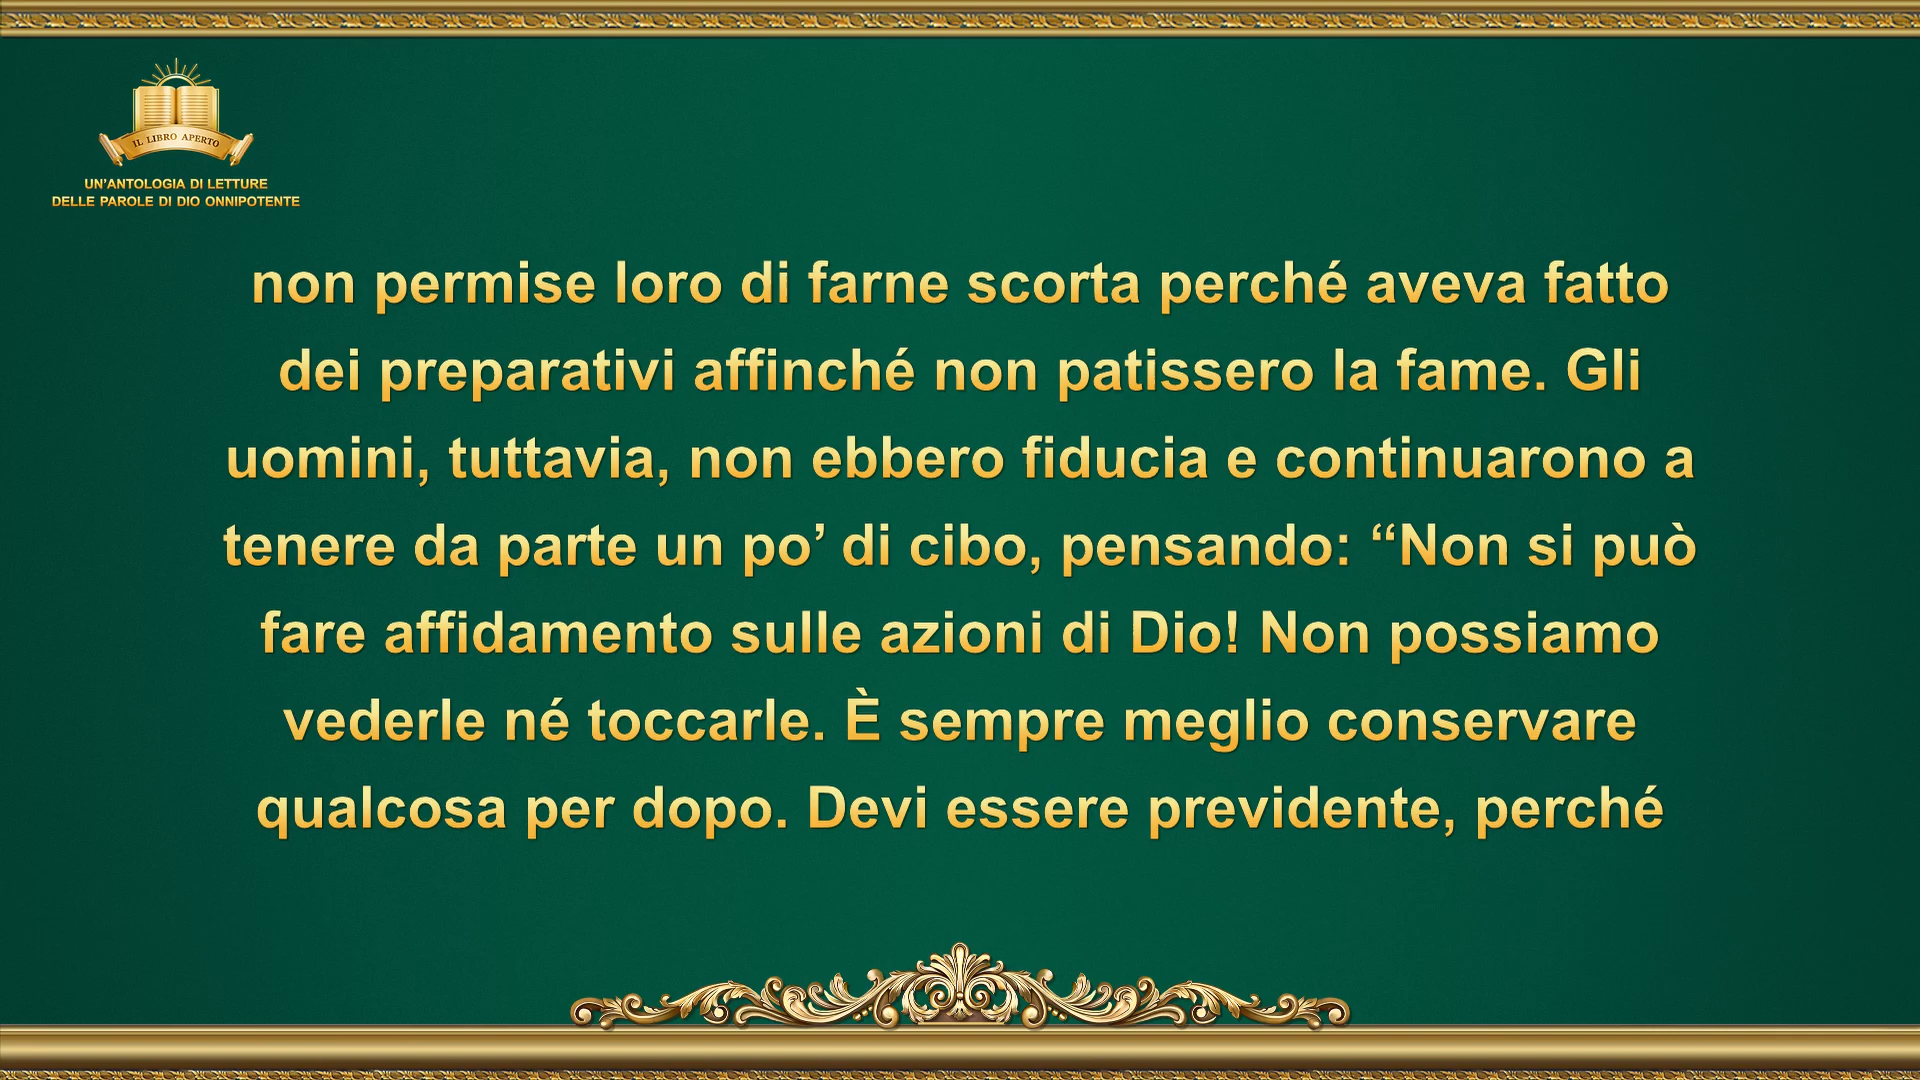 IL LIBRO APERTO
UN’ANTOLOGIA DI LETTURE
DELLE PAROLE DI DIO ONNIPOTENTE
non permise loro di farne scorta perché aveva fatto
dei preparativi affinché non patissero la fame. Gli
uomini, tuttavia, non ebbero fiducia e continuarono a
tenere da parte un po’ di cibo, pensando: “Non si può
fare affidamento sulle azioni di Dio! Non possiamo
vederle né toccarle. È sempre meglio conservare
qualcosa per dopo. Devi essere previdente, perché